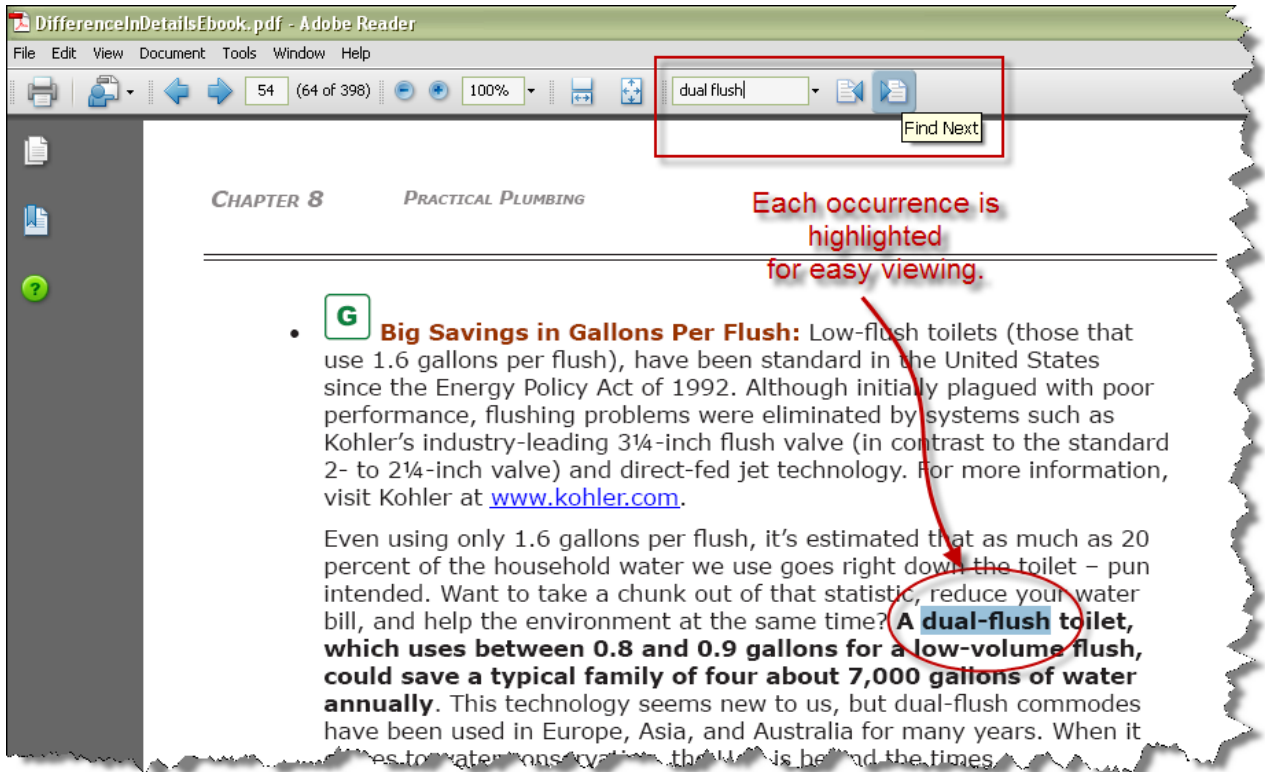 DifferenceInDetailsEbook.pdf - Adobe Reader
File Edit View Document Tools Window Help
54 (64 of 398) 100% dual flush
Find Next
CHAPTER 8 PRACTICAL PLUMBING
Each occurrence is
highlighted
for easy viewing.
G
• Big Savings in Gallons Per Flush: Low-flush toilets (those that
use 1.6 gallons per flush), have been standard in the United States
since the Energy Policy Act of 1992. Although initially plagued with poor
performance, flushing problems were eliminated by systems such as
Kohler’s industry-leading 3¼-inch flush valve (in contrast to the standard
2- to 2¼-inch valve) and direct-fed jet technology. For more information,
visit Kohler at www.kohler.com.
Even using only 1.6 gallons per flush, it’s estimated that as much as 20
percent of the household water we use goes right down the toilet – pun
intended. Want to take a chunk out of that statistic, reduce your water
bill, and help the environment at the same time? A dual-flush toilet,
which uses between 0.8 and 0.9 gallons for a low-volume flush,
could save a typical family of four about 7,000 gallons of water
annually. This technology seems new to us, but dual-flush commodes
have been used in Europe, Asia, and Australia for many years. When it
is behind the times